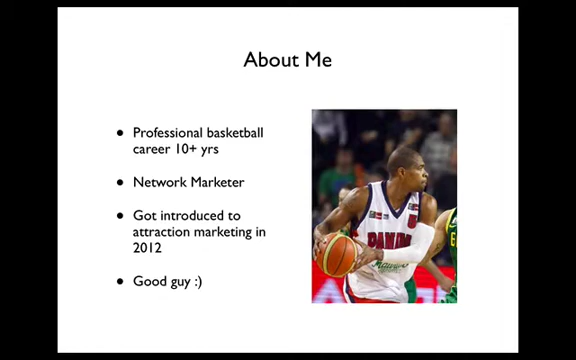 About Me
• Professional basketball
career 10+ yrs
• Network Marketer
• Got introduced to
attraction marketing in
2012
• Good guy :)